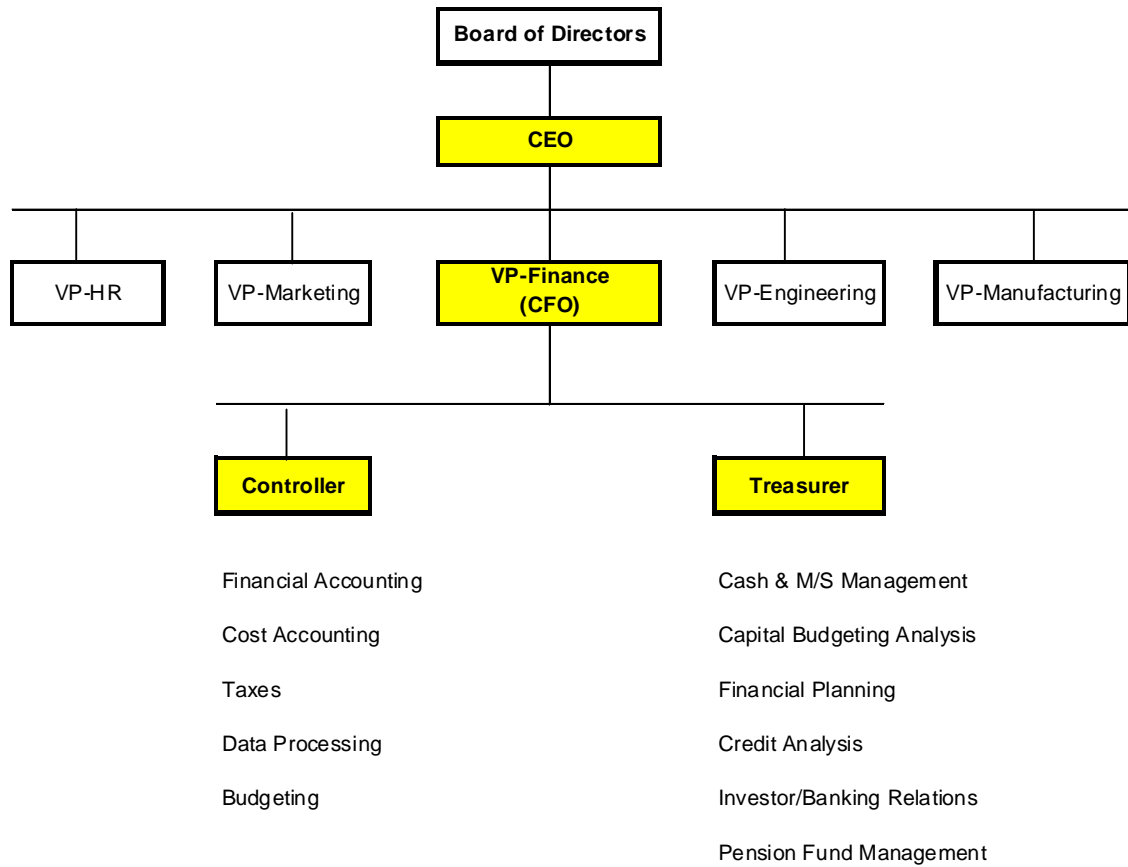 Board of Directors
CEO
VP-HR
VP-Marketing
VP-Finance
(CFO)
VP-Engineering
VP-Manufacturing
Controller
Treasurer
Financial Accounting
Cost Accounting
Taxes
Data Processing
Budgeting
Cash & M/S Management
Capital Budgeting Analysis
Financial Planning
Credit Analysis
Investor/Banking Relations
Pension Fund Management